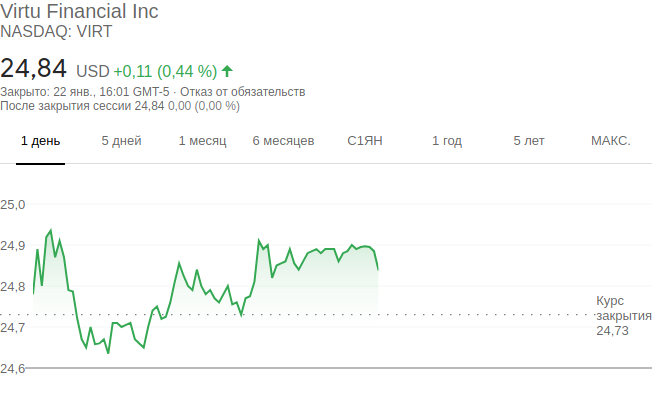 Virtu Financial Inc
NASDAQ: VIRT
24,84 USD +0,11 (0,44 %)
Закрыто: 22 янв., 16:01 GMT-5 · Отказ от обязательств
После закрытия сессии 24,84 0,00 (0,00 %)
1 день 5 дней 1 месяц 6 месяцев С1ЯН 1 год 5 лет МАКС.
25,0
24,9
24,8
Курс
закрытия
24,7
24,73
24,6